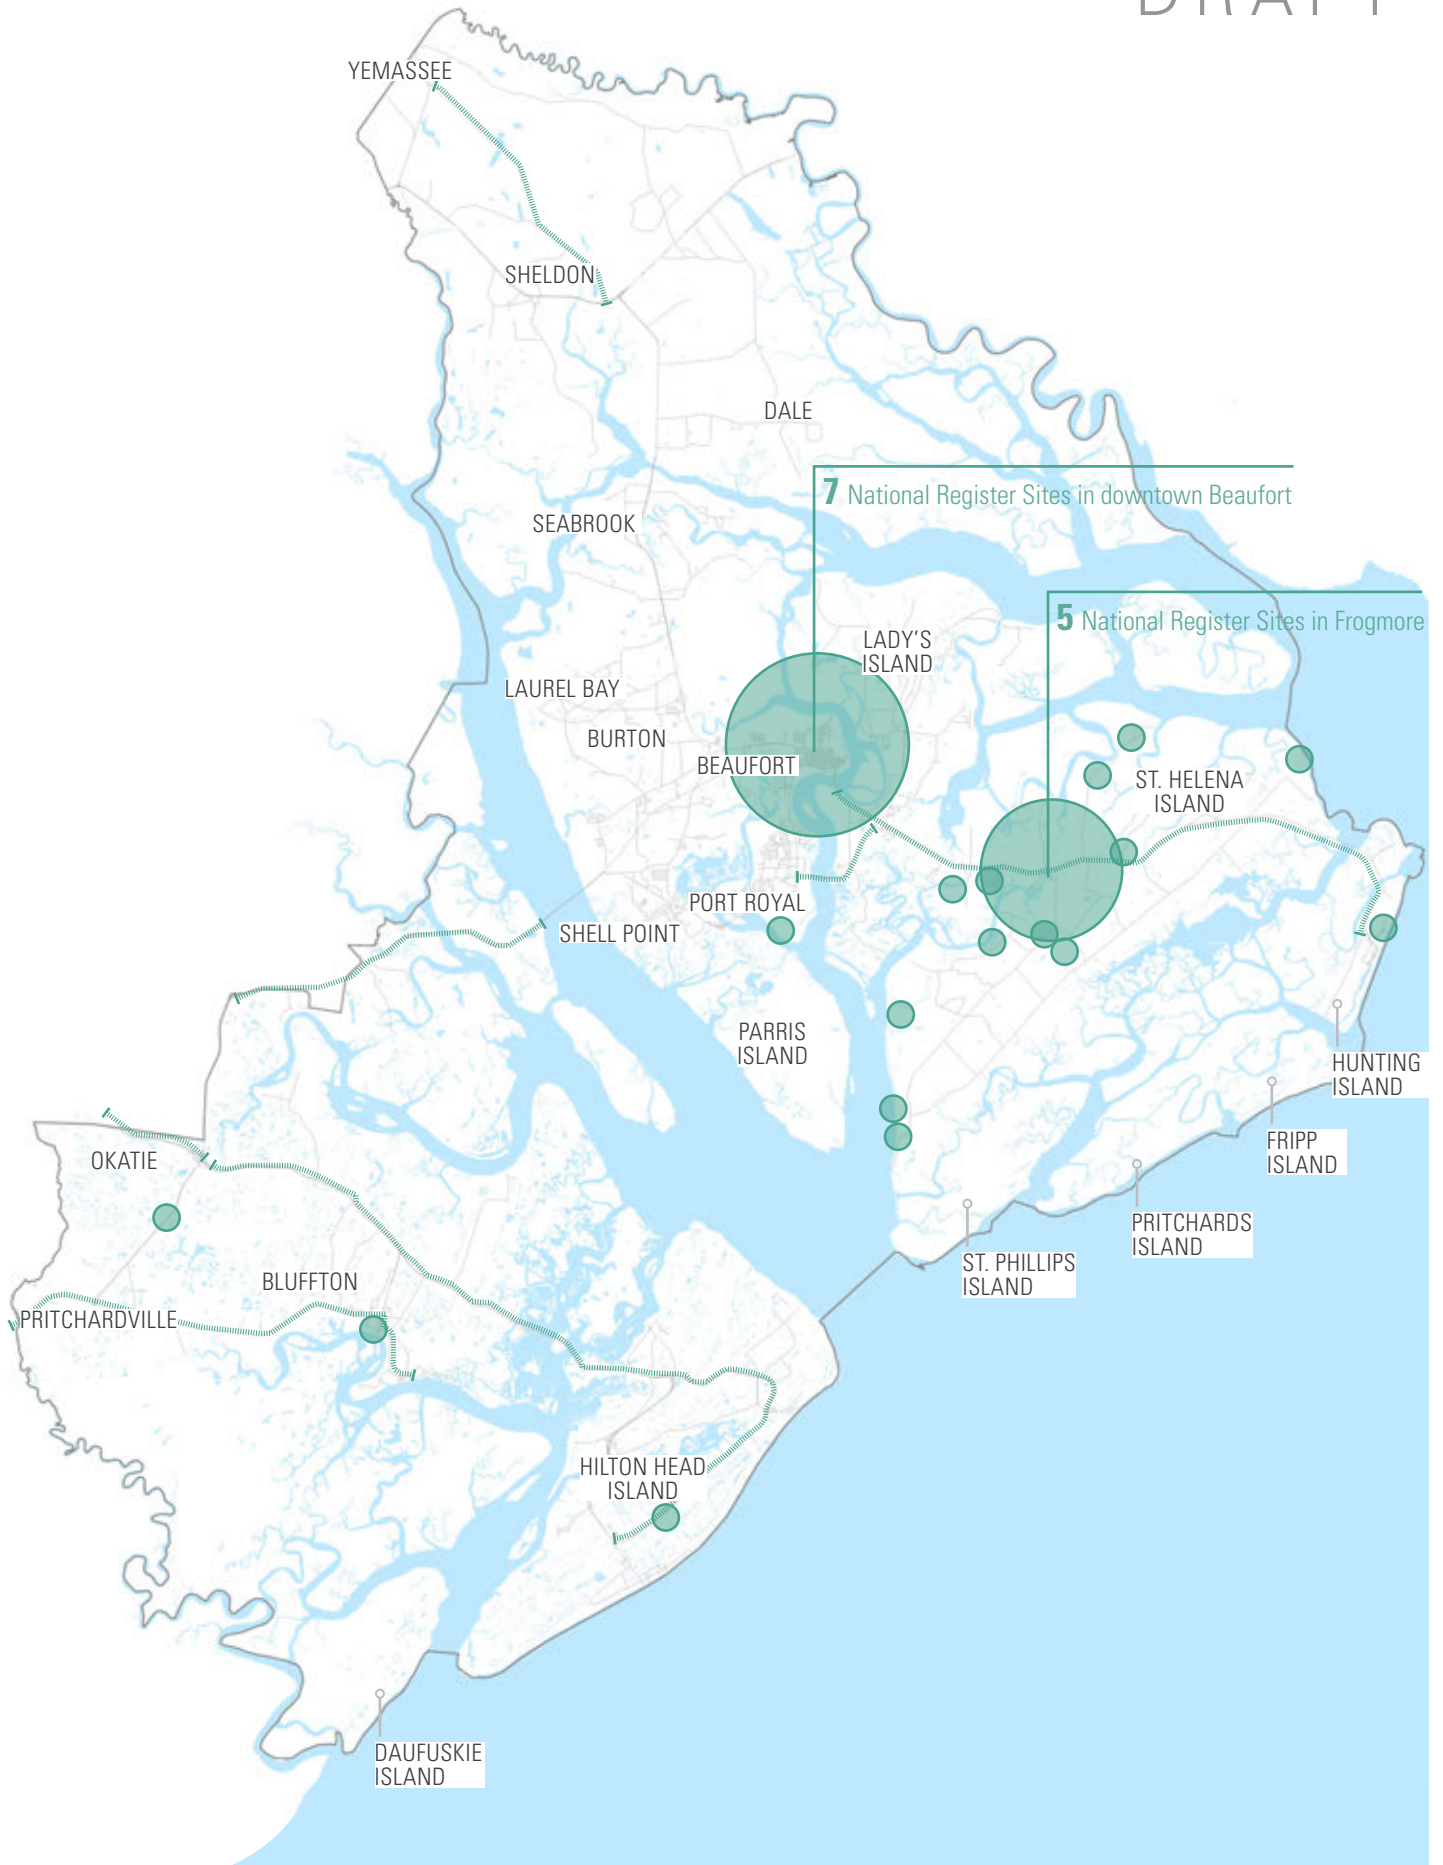 DRAFT
YEMASSEE
SHELDON
DALE
7 National Register Sites in downtown Beaufort
SEABROOK
5 National Register Sites in Frogmore
LADY'S
ISLAND
LAUREL BAY
BURTON
BEAUFORT
ST. HELENA
ISLAND
PORT ROYAL
SHELL POINT
PARRIS
ISLAND
HUNTING
ISLAND
FRIPP
ISLAND
OKATIE
PRITCHARDS
ISLAND
ST. PHILLIPS
ISLAND
BLUFFTON
PRITCHARDVILLE
HILTON HEAD
ISLAND
DAUFUSKIE
ISLAND